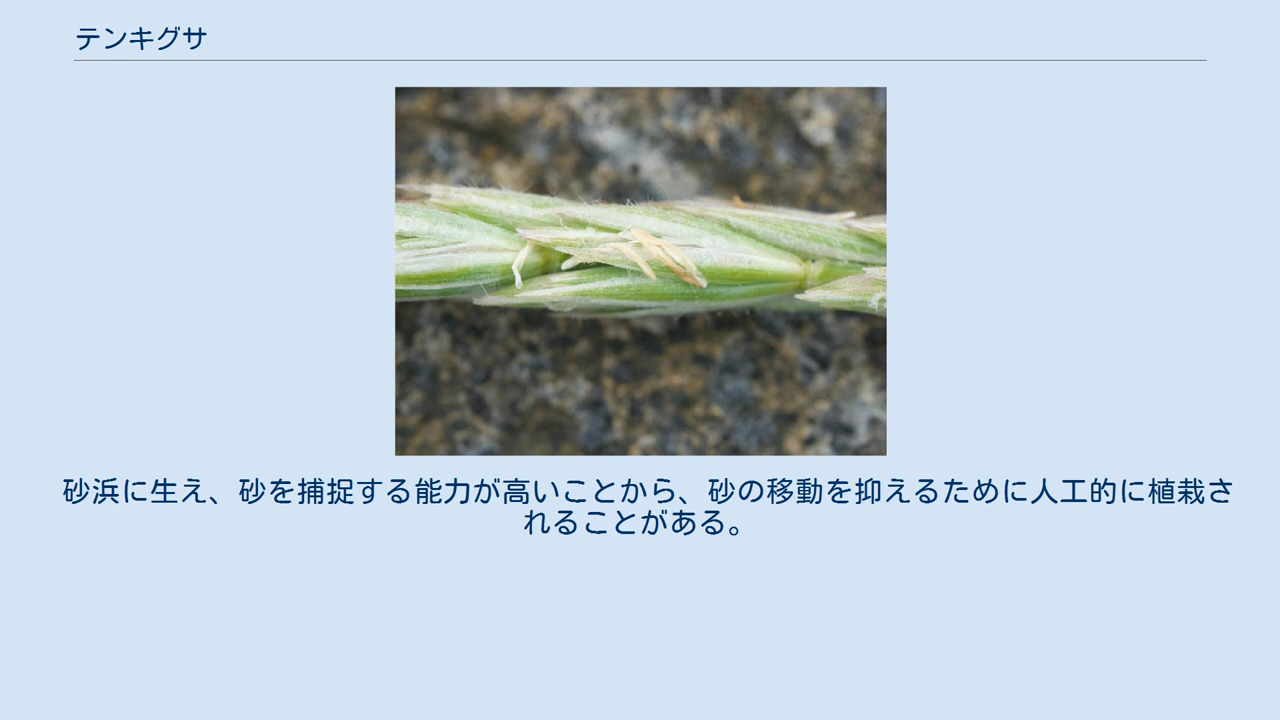 テンキグサ
砂浜に生え、砂を捕捉する能力が高いことから、砂の移動を抑えるために人工的に植栽さ
れることがある。